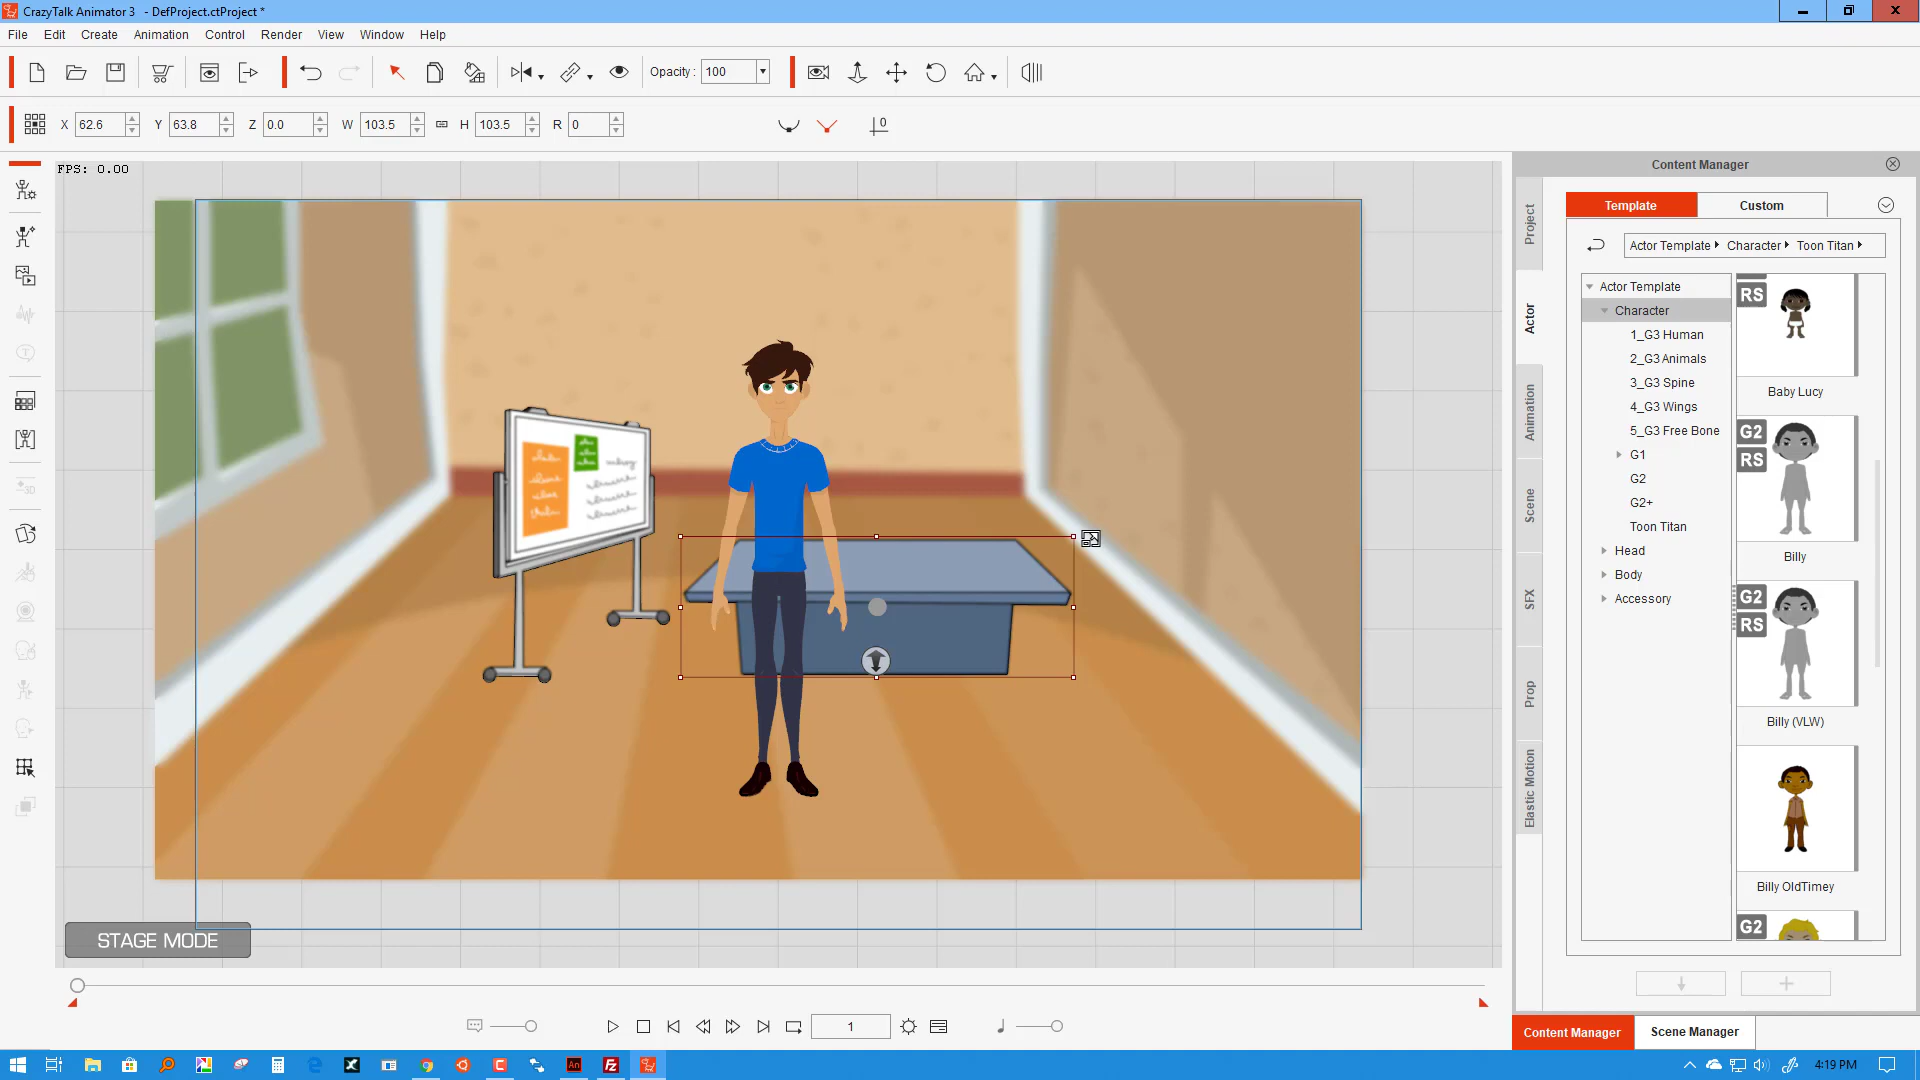 CrazyTalk Animator 3 - DefProject.ctProject *
File Edit Create Animation Control Render View Window Help
Opacity : 100
X 62.6 Y 63.8 Z 0.0 W 103.5 H 103.5 R 0
0
FPS: 0.00
Content Manager
Template Custom
Actor Template Character Toon Titan
Project
Actor
Animation
Scene
SFX
Prop
Elastic Motion
Actor Template
Character
1_G3 Human
2_G3 Animals
3_G3 Spine
4_G3 Wings
5_G3 Free Bone
G1
G2
G2+
Toon Titan
Head
Body
Accessory
RS
Baby Lucy
G2
RS
Billy
G2
RS
Billy (VLW)
Billy OldTimey
G2
STAGE MODE
1
Content Manager Scene Manager
An
Fz
4:19 PM